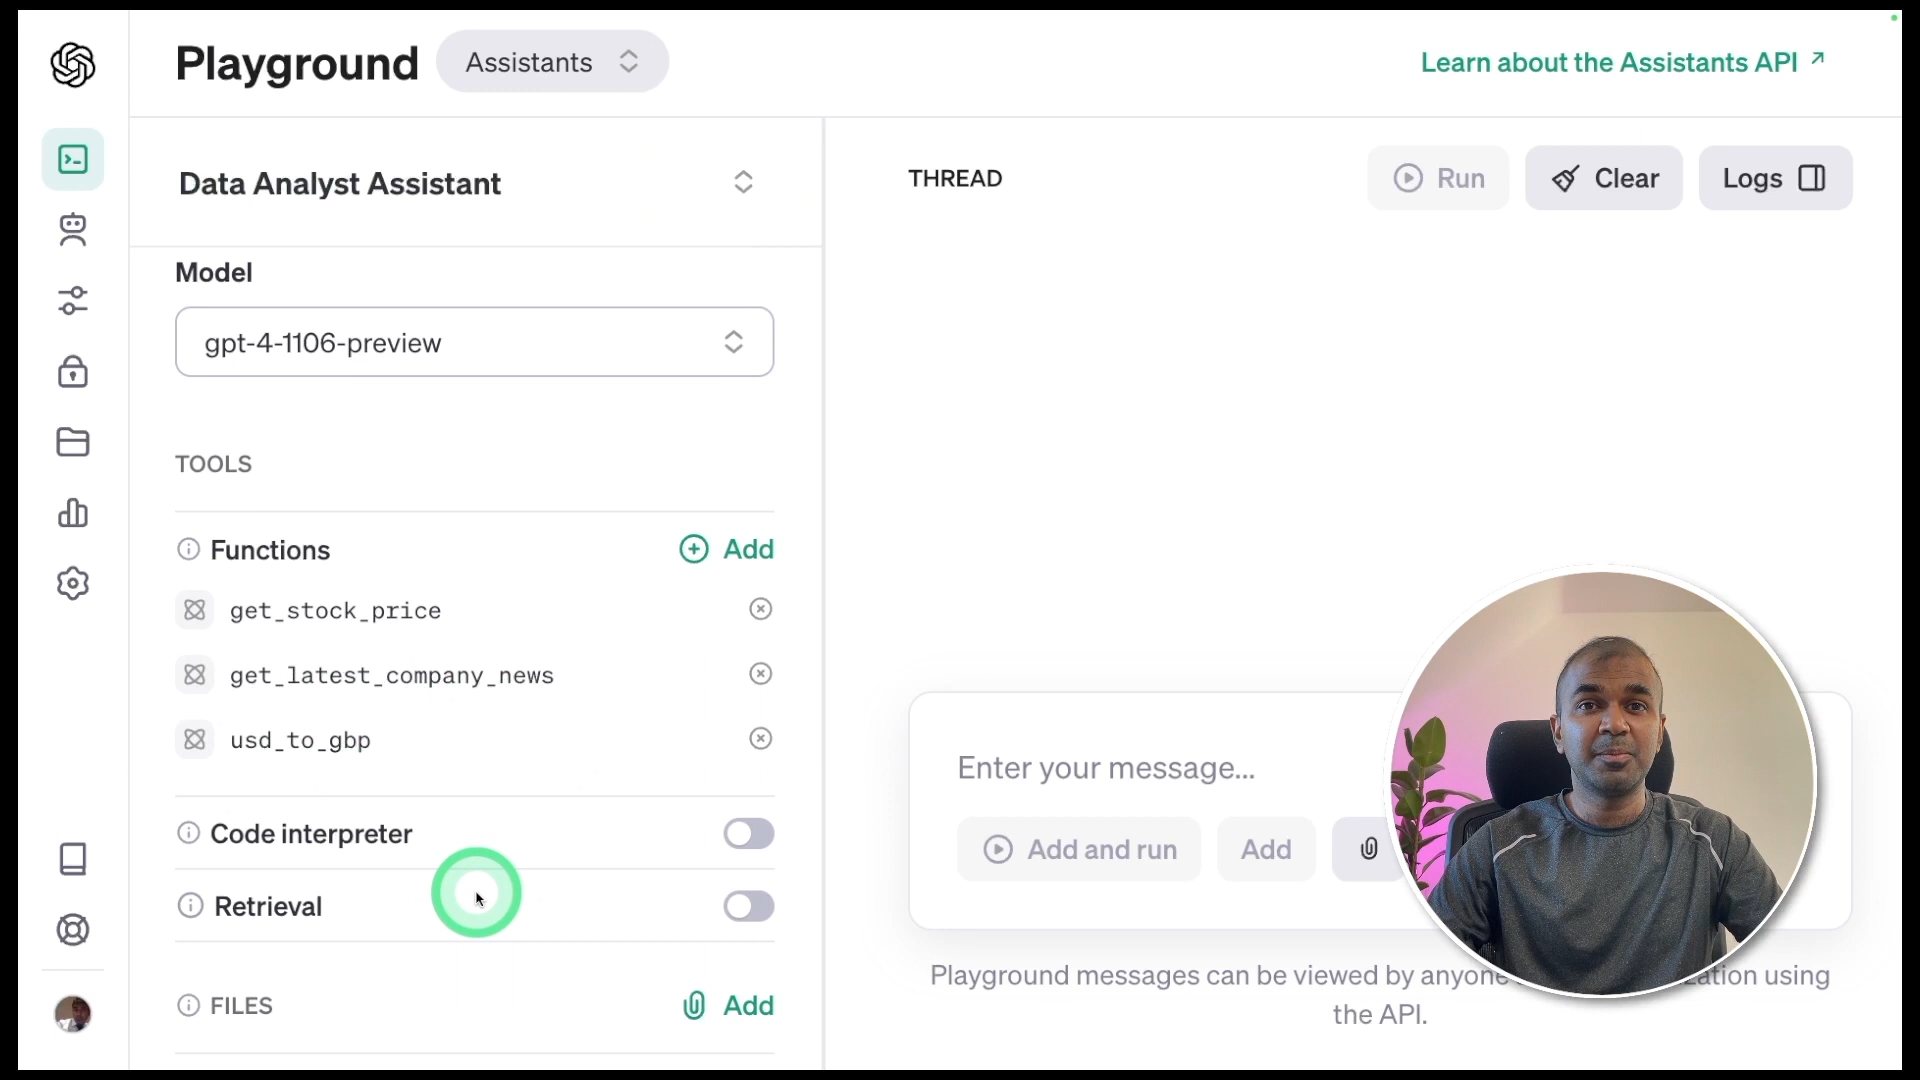 Playground
Assistants
Learn about the Assistants API
Data Analyst Assistant
Model
gpt-4-1106-preview
TOOLS
Functions
Add
get_stock_price
get_latest_company_news
usd_to_gbp
Code interpreter
Retrieval
FILES
Add
THREAD
Run
Clear
Logs
Enter your message...
Add and run
Add
Playground messages can be viewed by anyone ation using
the API.